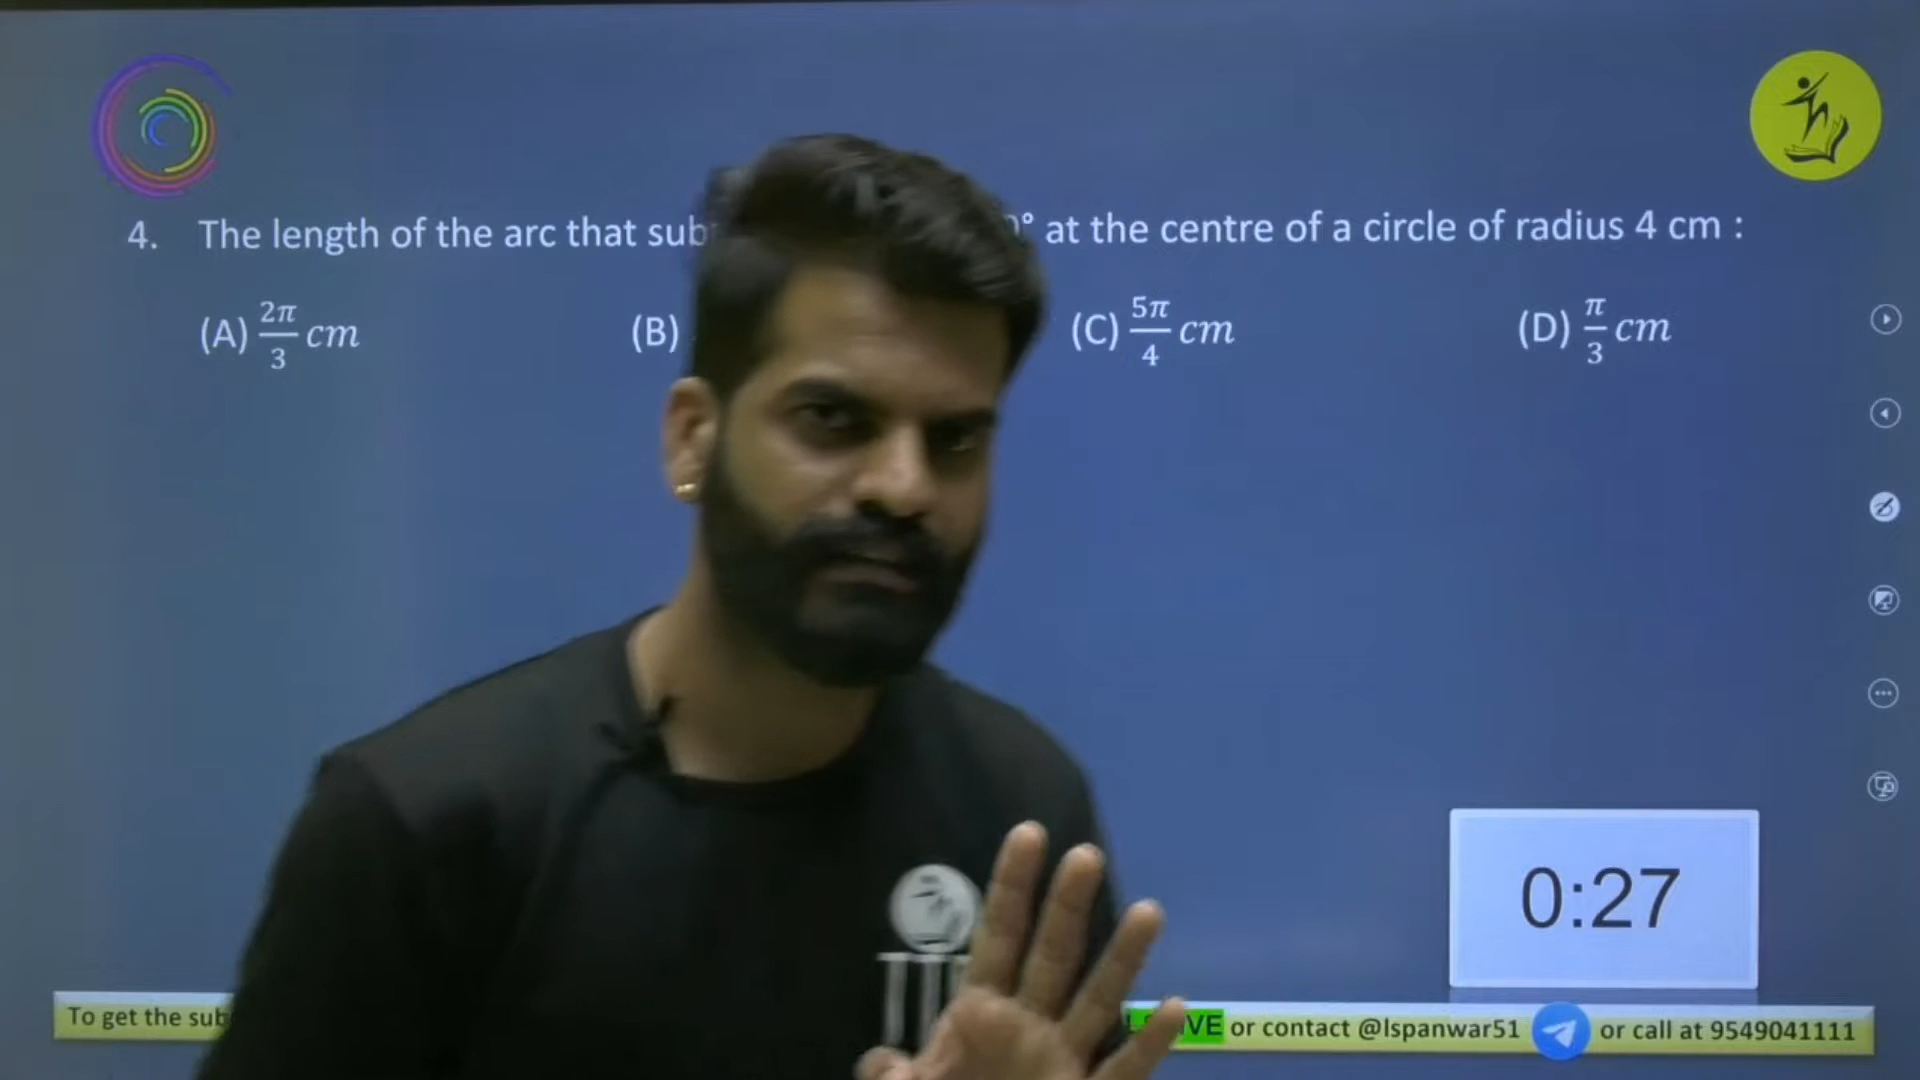 4. The length of the arc that sub ° at the centre of a circle of radius 4 cm :
(A) 2π/3 cm (B) (C) 5π/4 cm (D) π/3 cm
0:27
To get the sub IVE or contact @lspanwar51 or call at 9549041111